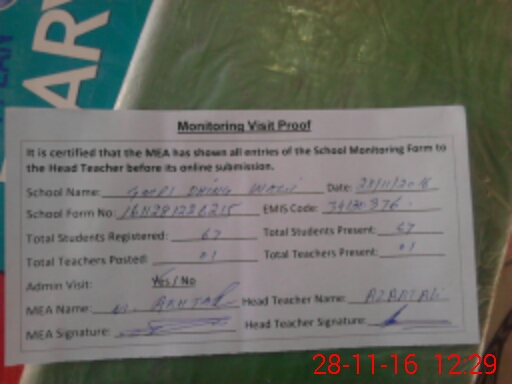 PLAN
ARY
Monitoring Visit Proof
It is certified that the MEA has shown all entries of the School Monitoring Form to
the Head Teacher before its online submission.
School Name: Date: 28/11/2016
School Form No: EMIS Code:
Total Students Registered: 67 Total Students Present: 67
Total Teachers Posted: 01 Total Teachers Present: 01
Admin Visit: Yes / No
MEA Name: M. AKHTAR Head Teacher Name:
MEA Signature: Head Teacher Signature:
28-11-16 12:29